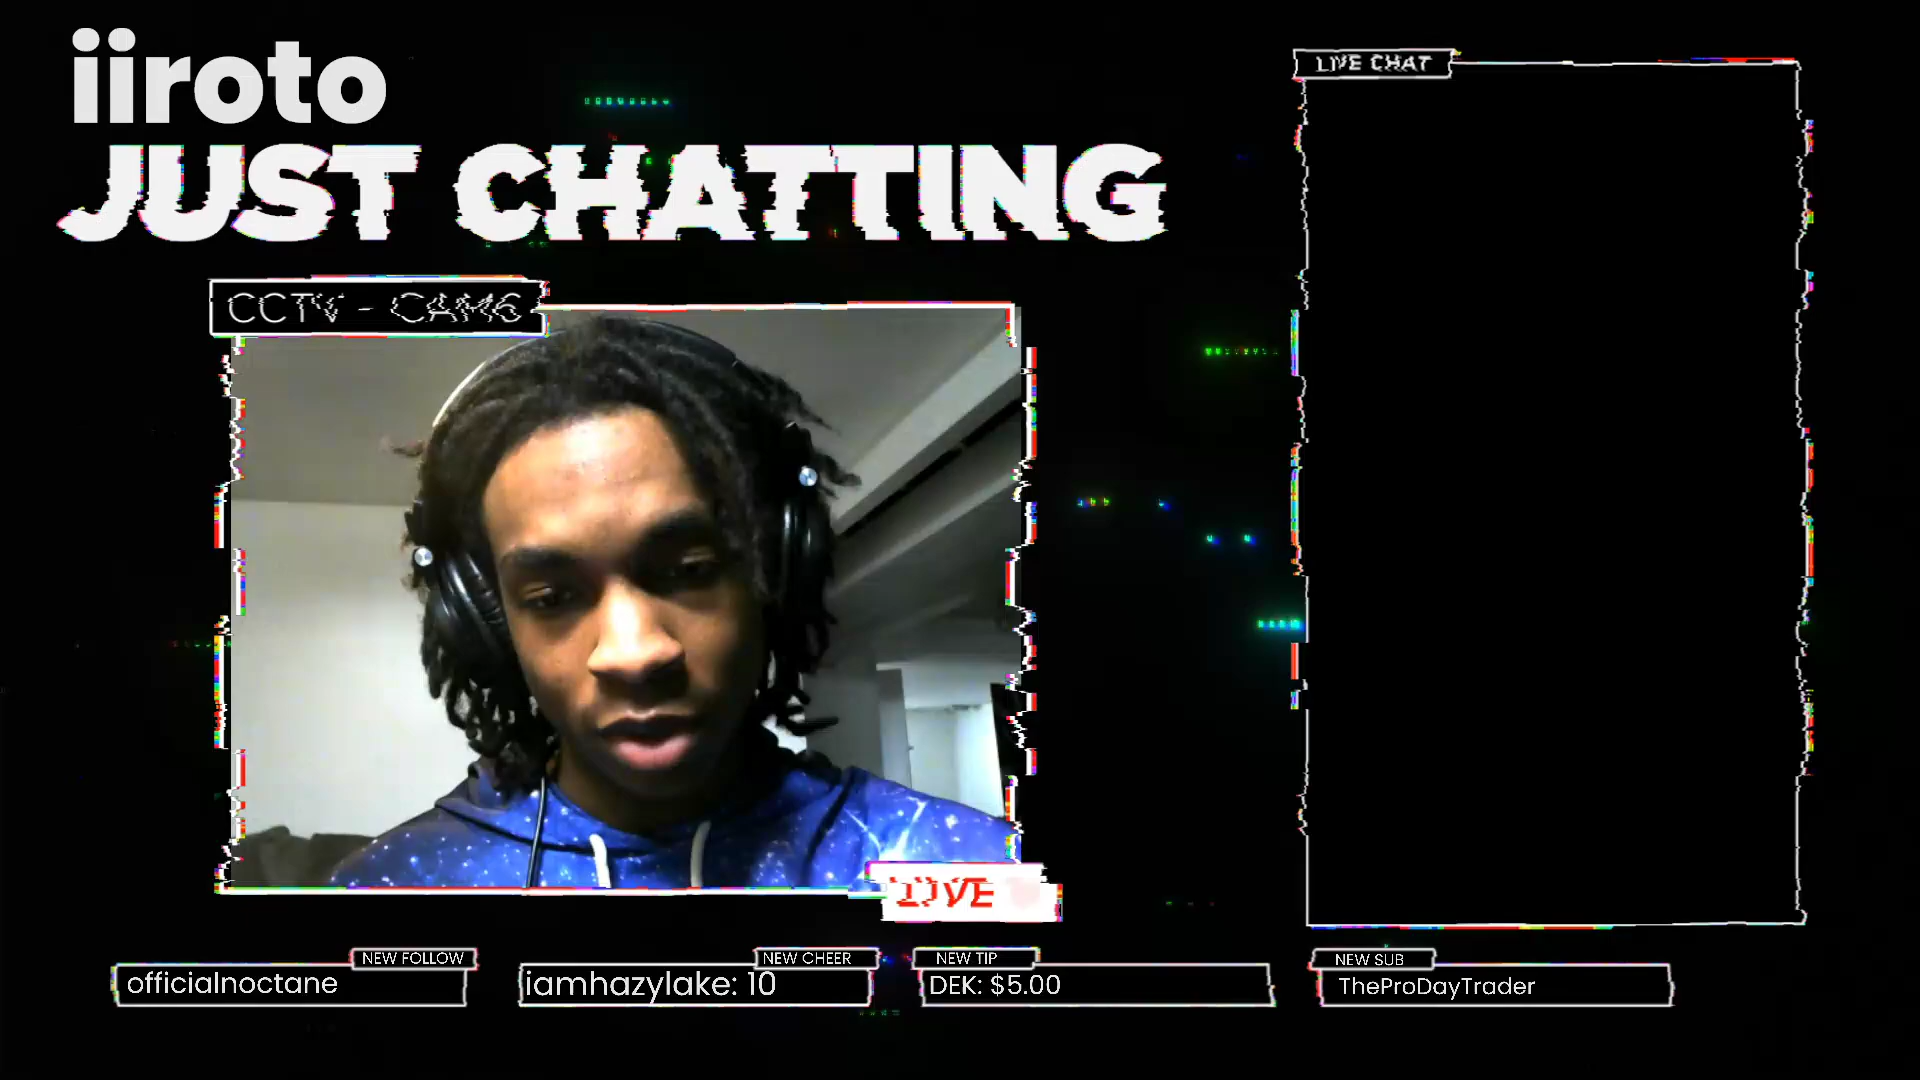 iiroto
JUST CHATTING
LIVE CHAT
CCTV - CAM6
LIVE
NEW FOLLOW
officialnoctane
NEW CHEER
iamhazylake: 10
NEW TIP
DEK: $5.00
NEW SUB
TheProDayTrader